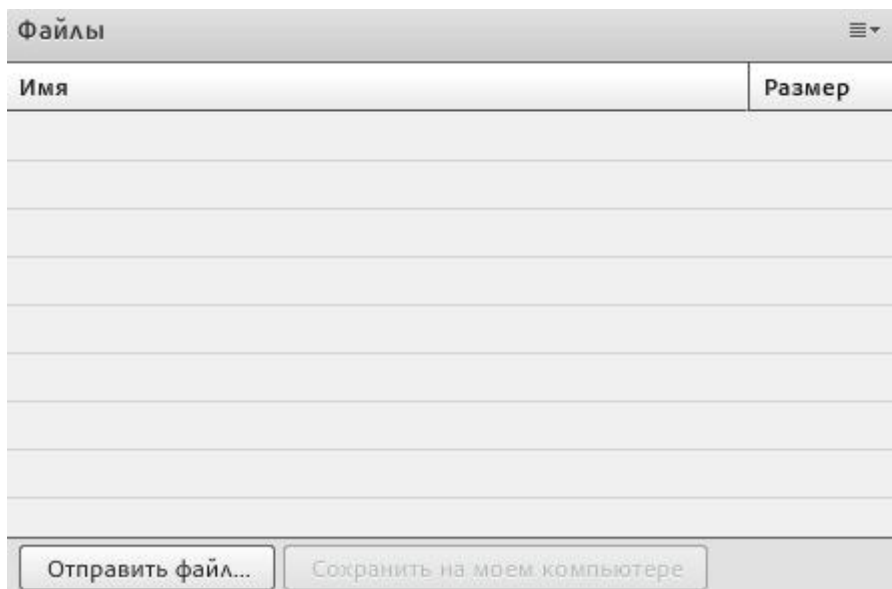 Файлы
Имя Размер
Отправить файл... Сохранить на моем компьютере